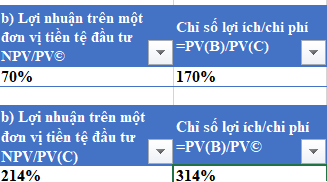 b) Lợi nhuận trên một
đơn vị tiền tệ đầu tư
NPV/PV©
Chỉ số lợi ích/chi phí
=PV(B)/PV(C)
70%
170%
b) Lợi nhuận trên một
đơn vị tiền tệ đầu tư
NPV/PV(C)
Chỉ số lợi ích/chi phí
=PV(B)/PV©
214%
314%